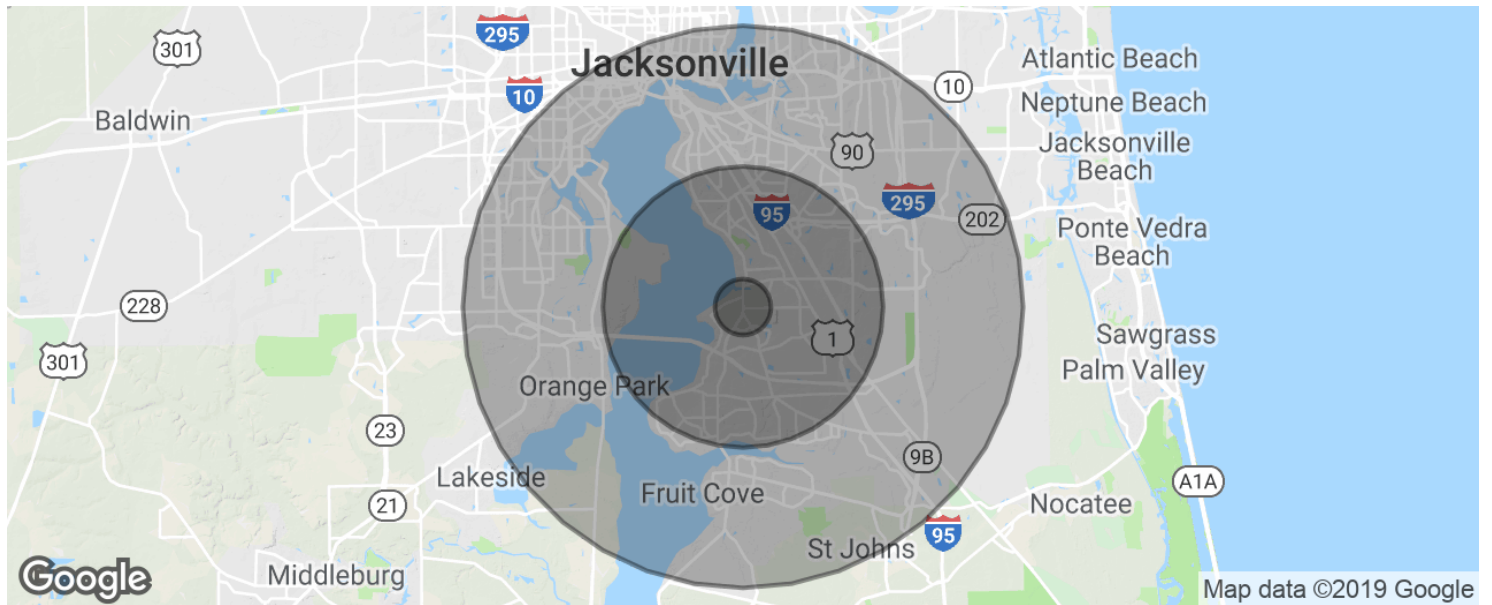 295
301
Jacksonville
Atlantic Beach
10
10
Neptune Beach
Baldwin
Jacksonville
Beach
90
295
95
202
Ponte Vedra
Beach
228
1
Sawgrass
301
Palm Valley
Orange Park
23
9B
Lakeside
A1A
Fruit Cove
21
Nocatee
95
St Johns
Middleburg
Google
Map data ©2019 Google